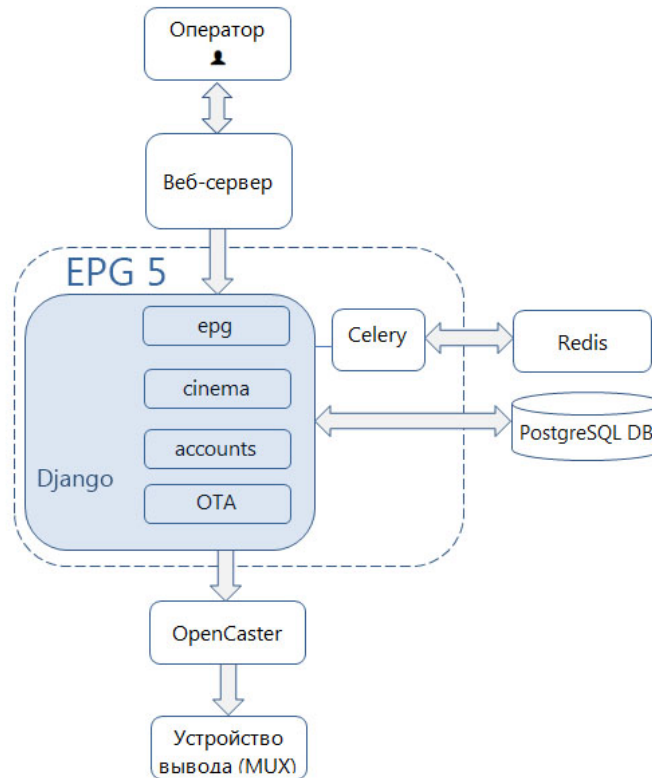 Оператор
Веб-сервер
EPG 5
epg
Celery
Redis
cinema
PostgreSQL DB
accounts
Django
OTA
OpenCaster
Устройство
вывода (MUX)